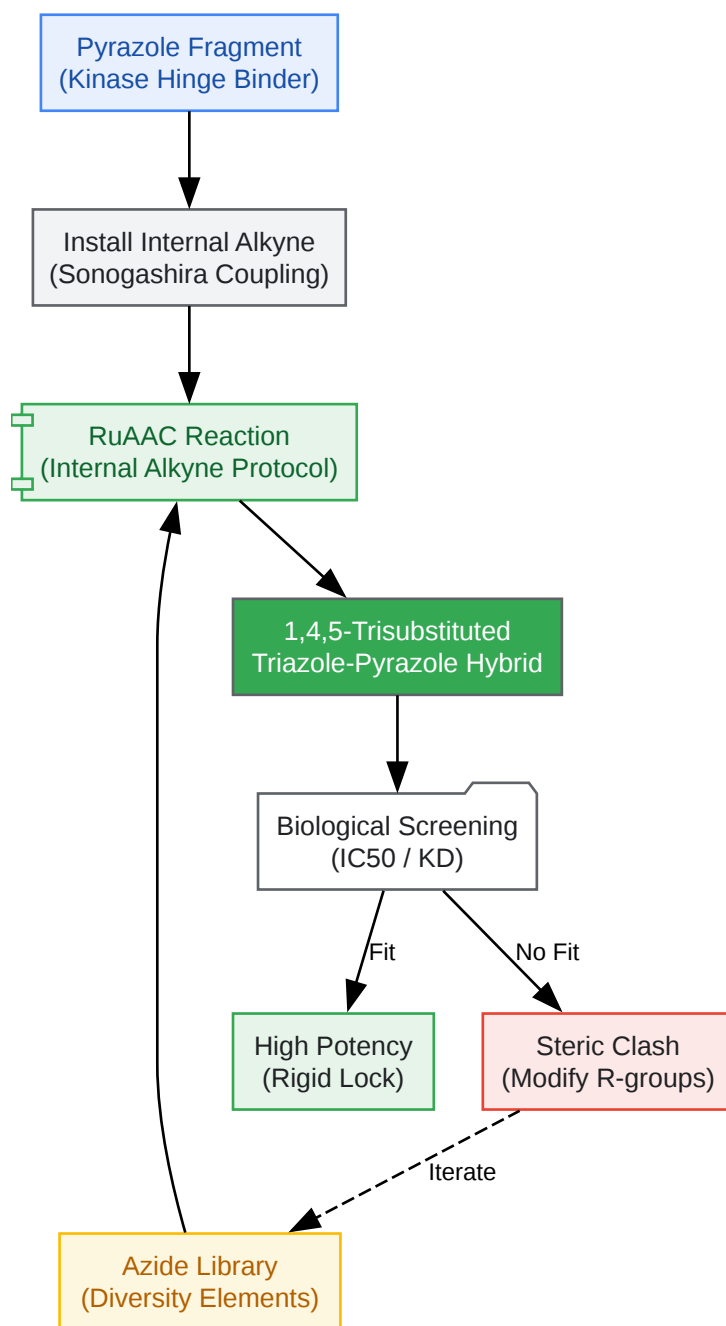 Pyrazole Fragment
(Kinase Hinge Binder)
Install Internal Alkyne
(Sonogashira Coupling)
RuAAC Reaction
(Internal Alkyne Protocol)
1,4,5-Trisubstituted
Triazole-Pyrazole Hybrid
Biological Screening
(IC50 / KD)
Fit
No Fit
High Potency
(Rigid Lock)
Steric Clash
(Modify R-groups)
Iterate
Azide Library
(Diversity Elements)